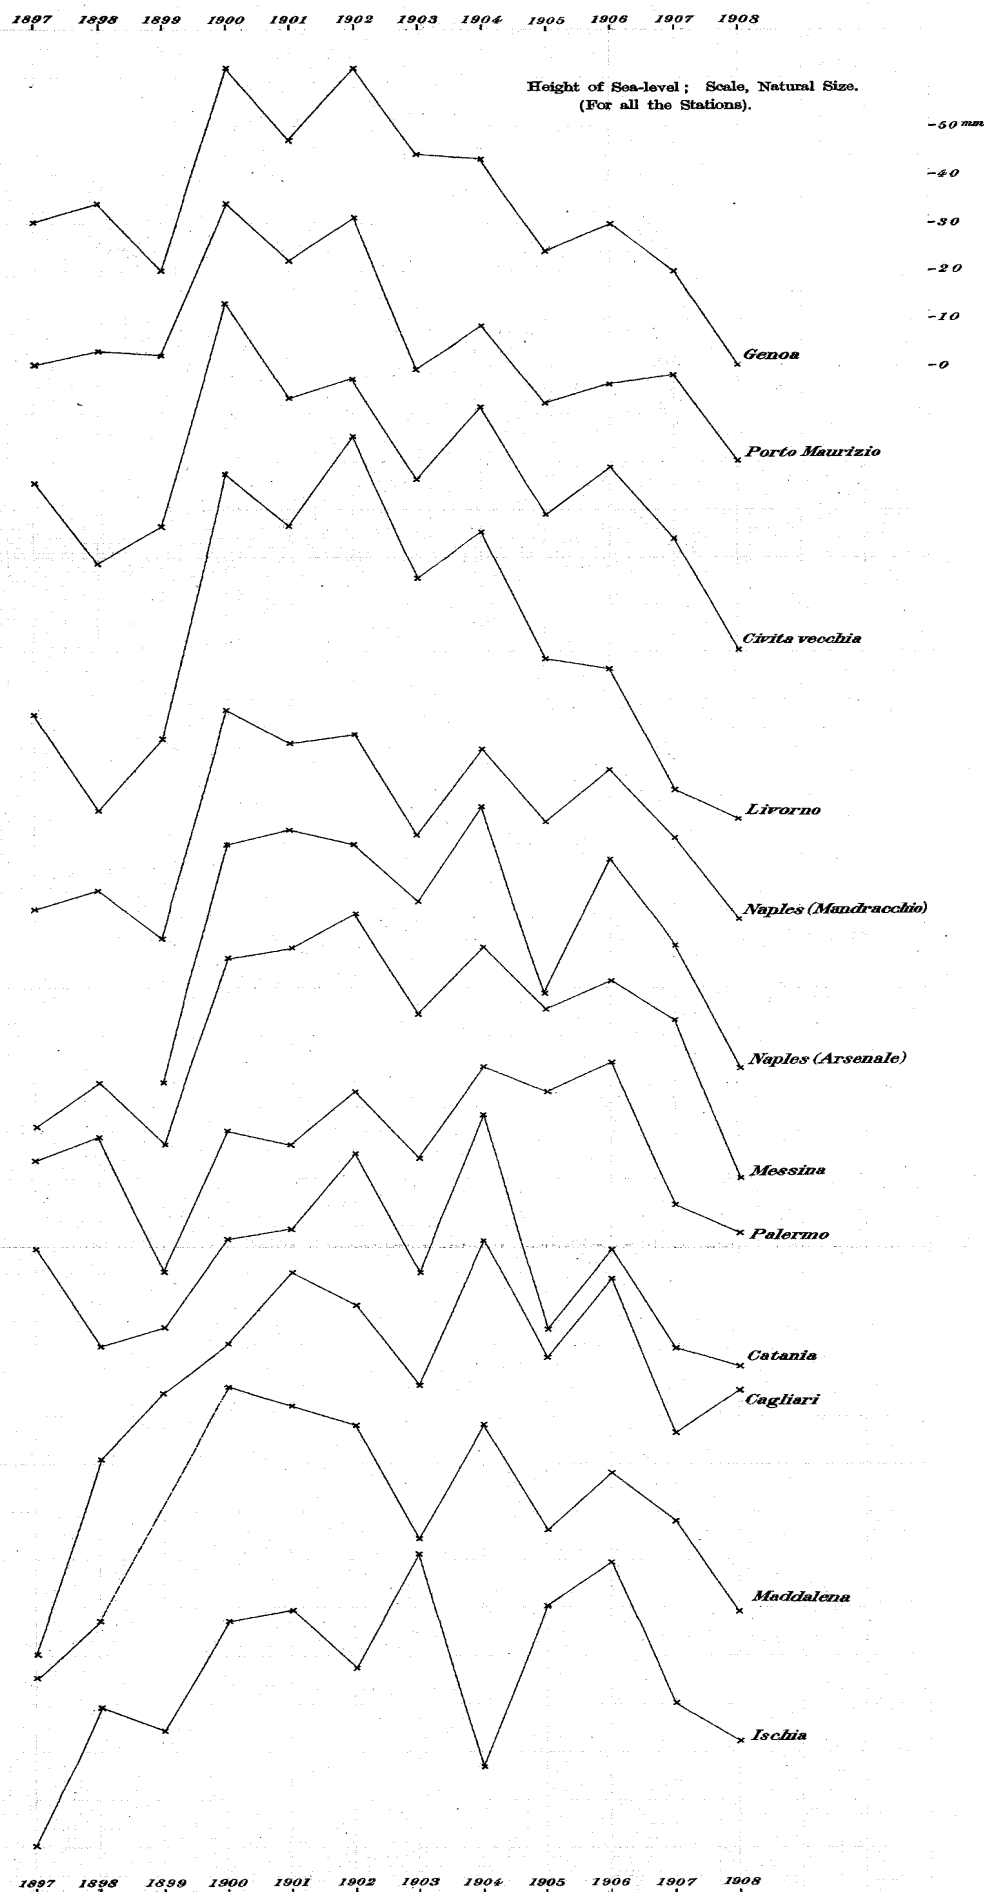 1897 1898 1899 1900 1901 1902 1903 1904 1905 1906 1907 1908
Height of Sea-level; Scale, Natural Size.
(For all the Stations).
-50 mm
-40
-30
-20
-10
-0
Genoa
Porto Maurizio
Civita vecchia
Livorno
Naples (Mandracchio)
Naples (Arsenale)
Messina
Palermo
Catania
Cagliari
Maddalena
Ischia
1897 1898 1899 1900 1901 1902 1903 1904 1905 1906 1907 1908